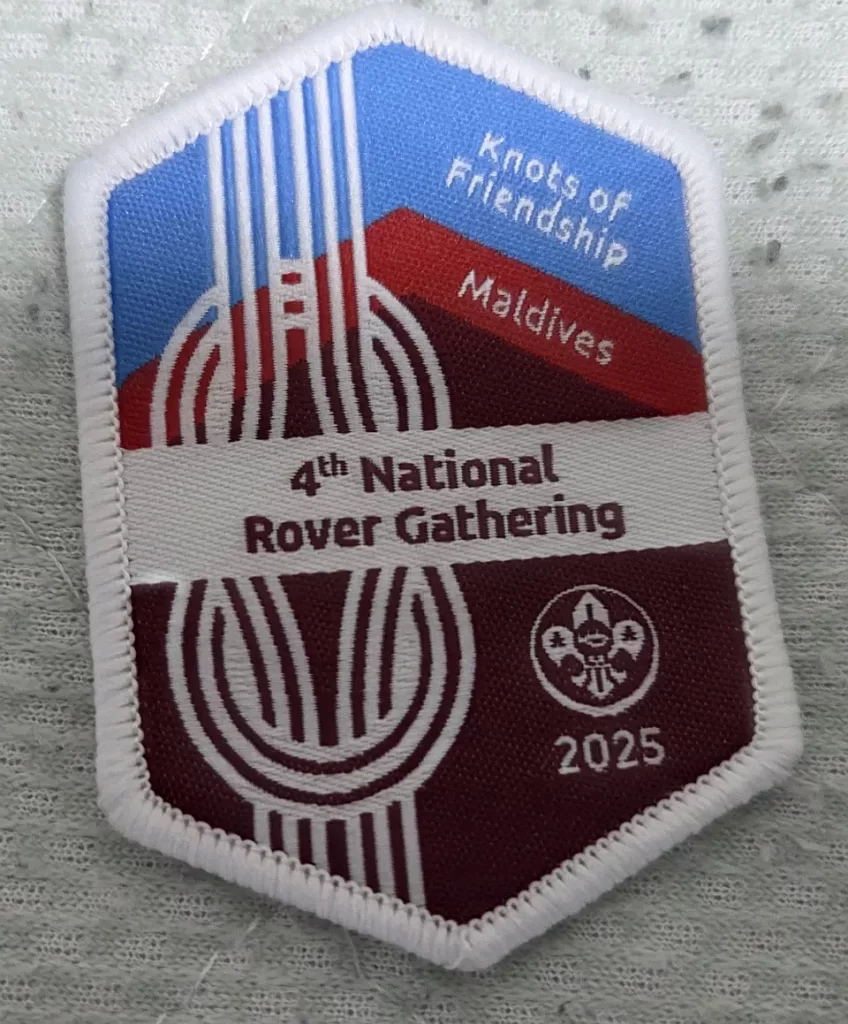 Knots of
Friendship
Maldives
4th National
Rover Gathering
2025